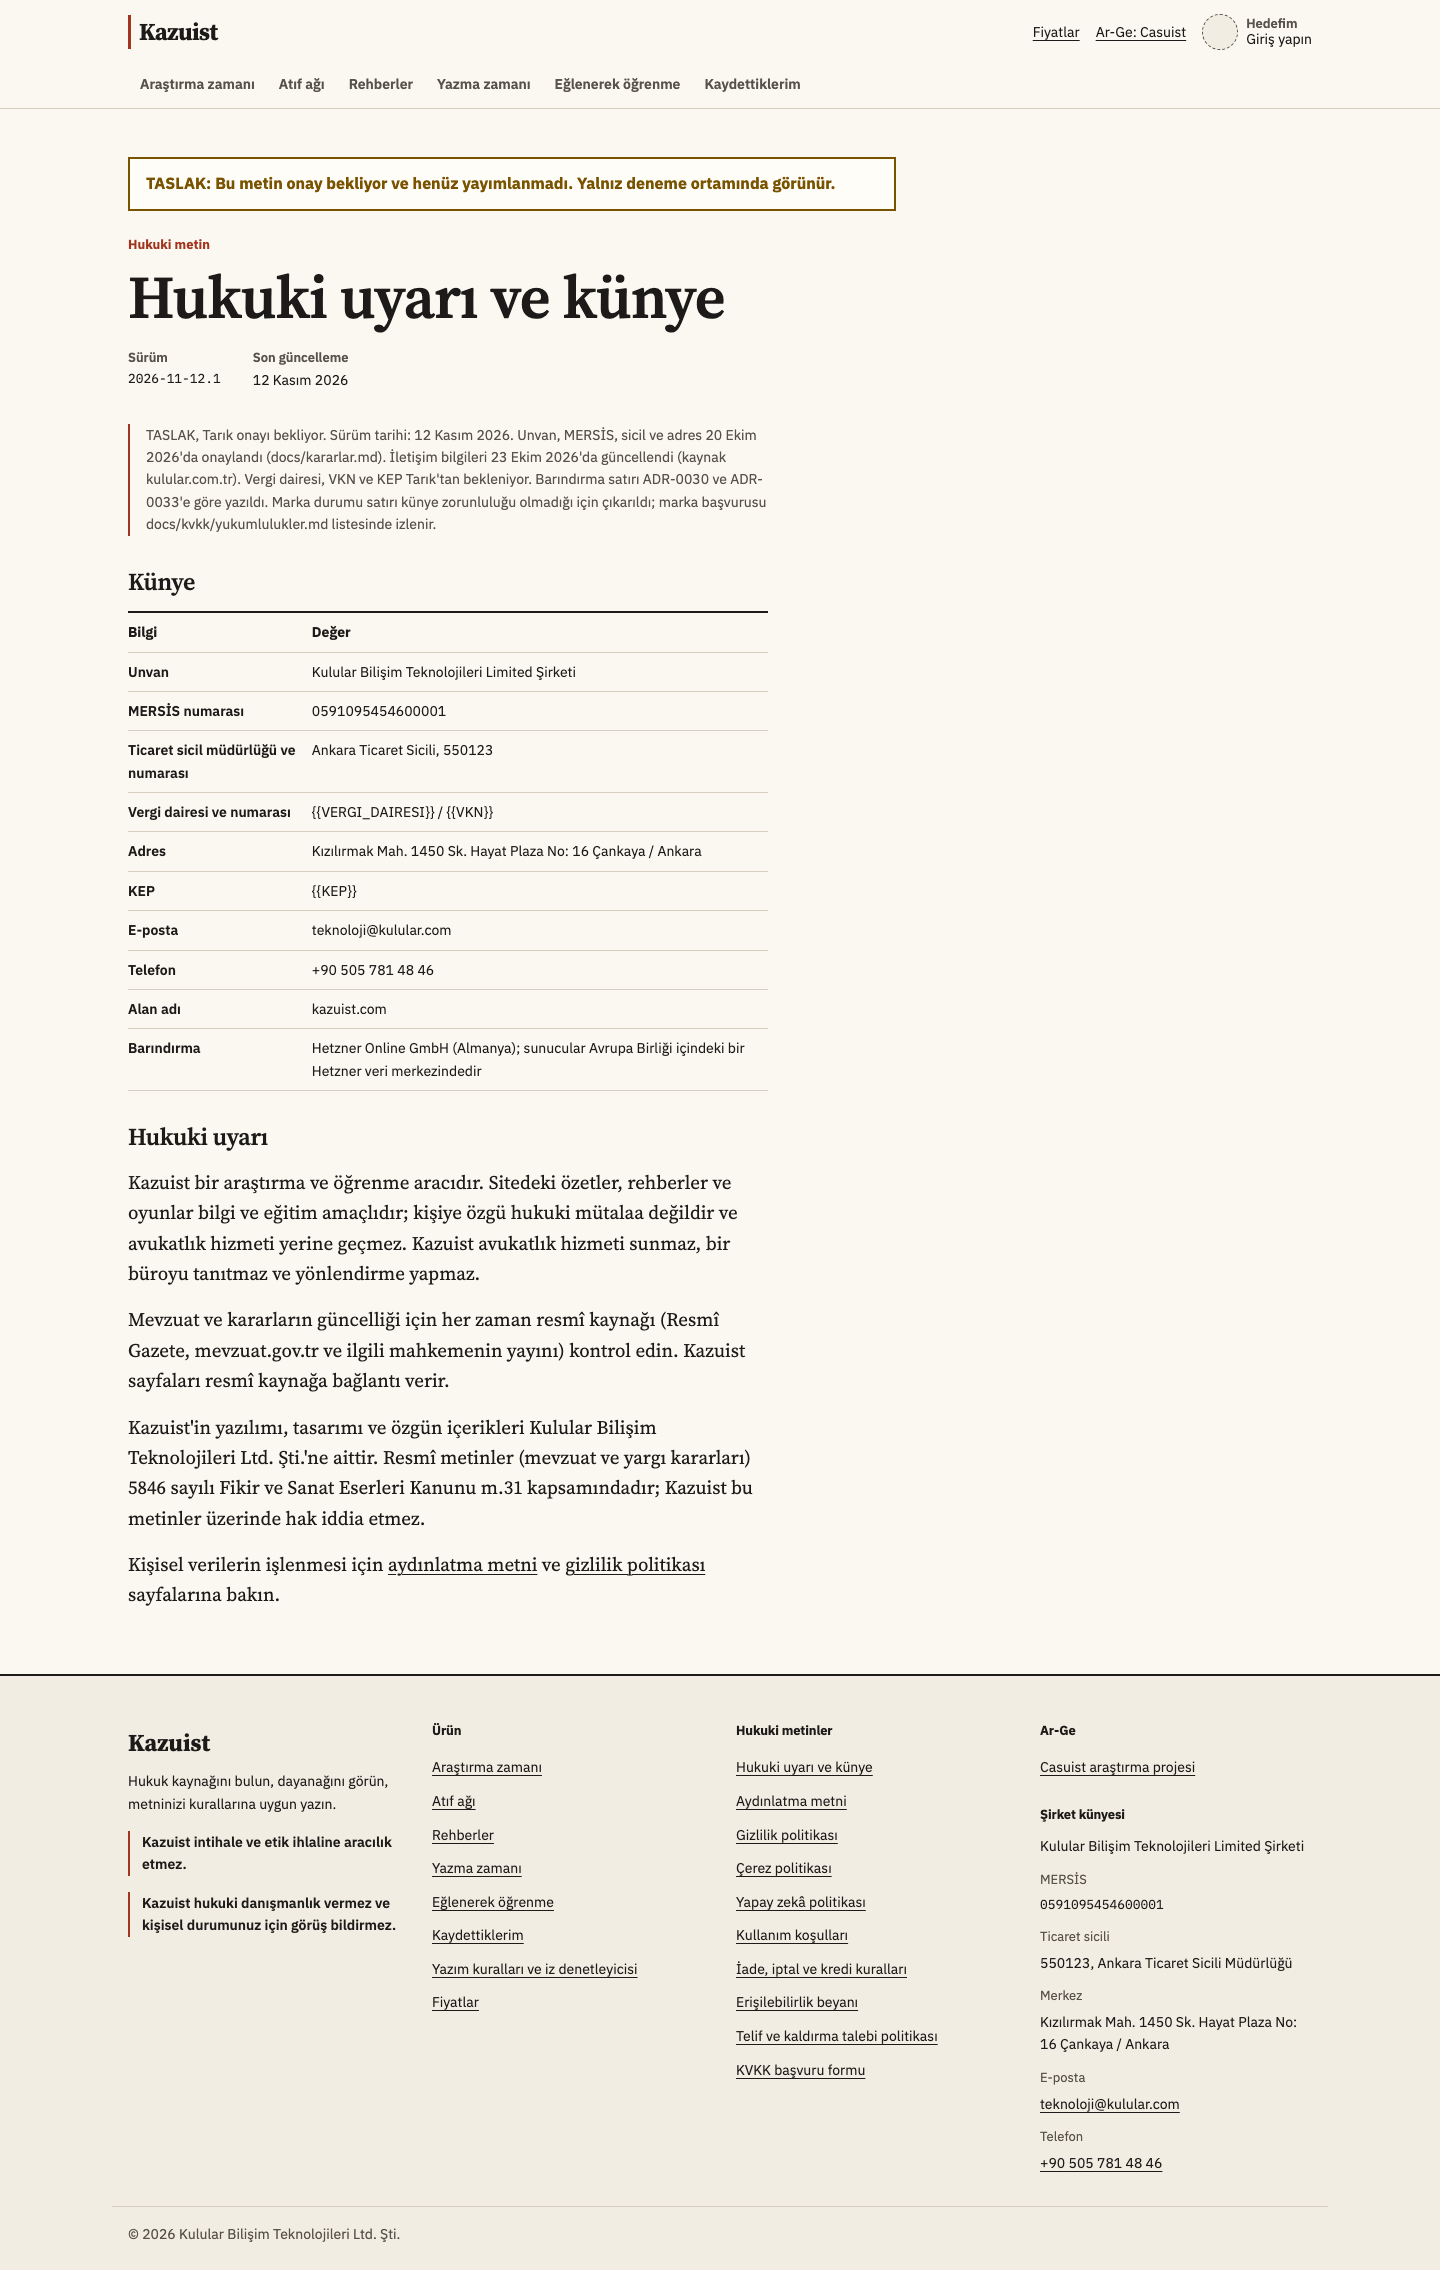 Kazuist
Fiyatlar
Ar-Ge: Casuist
Hedefim
Giriş yapın
Araştırma zamanı
Atıf ağı
Rehberler
Yazma zamanı
Eğlenerek öğrenme
Kaydettiklerim
TASLAK: Bu metin onay bekliyor ve henüz yayımlanmadı. Yalnız deneme ortamında görünür.
Hukuki metin
Hukuki uyarı ve künye
Sürüm
2026-11-12.1
Son güncelleme
12 Kasım 2026
TASLAK, Tarık onayı bekliyor. Sürüm tarihi: 12 Kasım 2026. Unvan, MERSİS, sicil ve adres 20 Ekim
2026'da onaylandı (docs/kararlar.md). İletişim bilgileri 23 Ekim 2026'da güncellendi (kaynak
kulular.com.tr). Vergi dairesi, VKN ve KEP Tarık'tan bekleniyor. Barındırma satırı ADR-0030 ve ADR-
0033'e göre yazıldı. Marka durumu satırı künye zorunluluğu olmadığı için çıkarıldı; marka başvurusu
docs/kvkk/yukumlulukler.md listesinde izlenir.
Künye
Bilgi Değer
Unvan Kulular Bilişim Teknolojileri Limited Şirketi
MERSİS numarası 0591095454600001
Ticaret sicil müdürlüğü ve Ankara Ticaret Sicili, 550123
numarası
Vergi dairesi ve numarası {{VERGI_DAIRESI}} / {{VKN}}
Adres Kızılırmak Mah. 1450 Sk. Hayat Plaza No: 16 Çankaya / Ankara
KEP {{KEP}}
E-posta teknoloji@kulular.com
Telefon +90 505 781 48 46
Alan adı kazuist.com
Barındırma Hetzner Online GmbH (Almanya); sunucular Avrupa Birliği içindeki bir
Hetzner veri merkezindedir
Hukuki uyarı
Kazuist bir araştırma ve öğrenme aracıdır. Sitedeki özetler, rehberler ve
oyunlar bilgi ve eğitim amaçlıdır; kişiye özgü hukuki mütalaa değildir ve
avukatlık hizmeti yerine geçmez. Kazuist avukatlık hizmeti sunmaz, bir
büroyu tanıtmaz ve yönlendirme yapmaz.
Mevzuat ve kararların güncelliği için her zaman resmî kaynağı (Resmî
Gazete, mevzuat.gov.tr ve ilgili mahkemenin yayını) kontrol edin. Kazuist
sayfaları resmî kaynağa bağlantı verir.
Kazuist'in yazılımı, tasarımı ve özgün içerikleri Kulular Bilişim
Teknolojileri Ltd. Şti.'ne aittir. Resmî metinler (mevzuat ve yargı kararları)
5846 sayılı Fikir ve Sanat Eserleri Kanunu m.31 kapsamındadır; Kazuist bu
metinler üzerinde hak iddia etmez.
Kişisel verilerin işlenmesi için aydınlatma metni ve gizlilik politikası
sayfalarına bakın.
Kazuist
Hukuk kaynağını bulun, dayanağını görün,
metninizi kurallarına uygun yazın.
Kazuist intihale ve etik ihlaline aracılık
etmez.
Kazuist hukuki danışmanlık vermez ve
kişisel durumunuz için görüş bildirmez.
Ürün
Araştırma zamanı
Atıf ağı
Rehberler
Yazma zamanı
Eğlenerek öğrenme
Kaydettiklerim
Yazım kuralları ve iz denetleyicisi
Fiyatlar
Hukuki metinler
Hukuki uyarı ve künye
Aydınlatma metni
Gizlilik politikası
Çerez politikası
Yapay zekâ politikası
Kullanım koşulları
İade, iptal ve kredi kuralları
Erişilebilirlik beyanı
Telif ve kaldırma talebi politikası
KVKK başvuru formu
Ar-Ge
Casuist araştırma projesi
Şirket künyesi
Kulular Bilişim Teknolojileri Limited Şirketi
MERSİS
0591095454600001
Ticaret sicili
550123, Ankara Ticaret Sicili Müdürlüğü
Merkez
Kızılırmak Mah. 1450 Sk. Hayat Plaza No:
16 Çankaya / Ankara
E-posta
teknoloji@kulular.com
Telefon
+90 505 781 48 46
© 2026 Kulular Bilişim Teknolojileri Ltd. Şti.